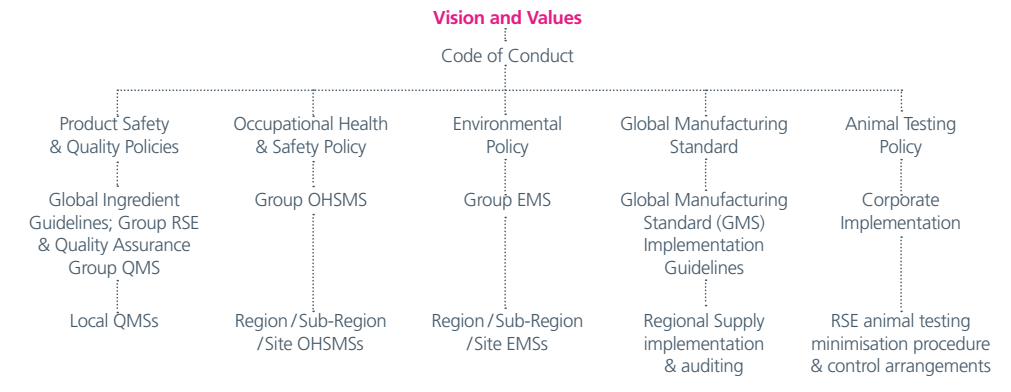 Vision and Values
Code of Conduct
Product Safety
& Quality Policies
Occupational Health
& Safety Policy
Environmental
Policy
Global Manufacturing
Standard
Animal Testing
Policy
Global Ingredient
Guidelines; Group RSE
& Quality Assurance
Group QMS
Group OHSMS
Group EMS
Global Manufacturing
Standard (GMS)
Implementation
Guidelines
Corporate
Implementation
Local QMSs
Region / Sub-Region
/ Site OHSMSs
Region / Sub-Region
/ Site EMSs
Regional Supply
implementation
& auditing
RSE animal testing
minimisation procedure
& control arrangements